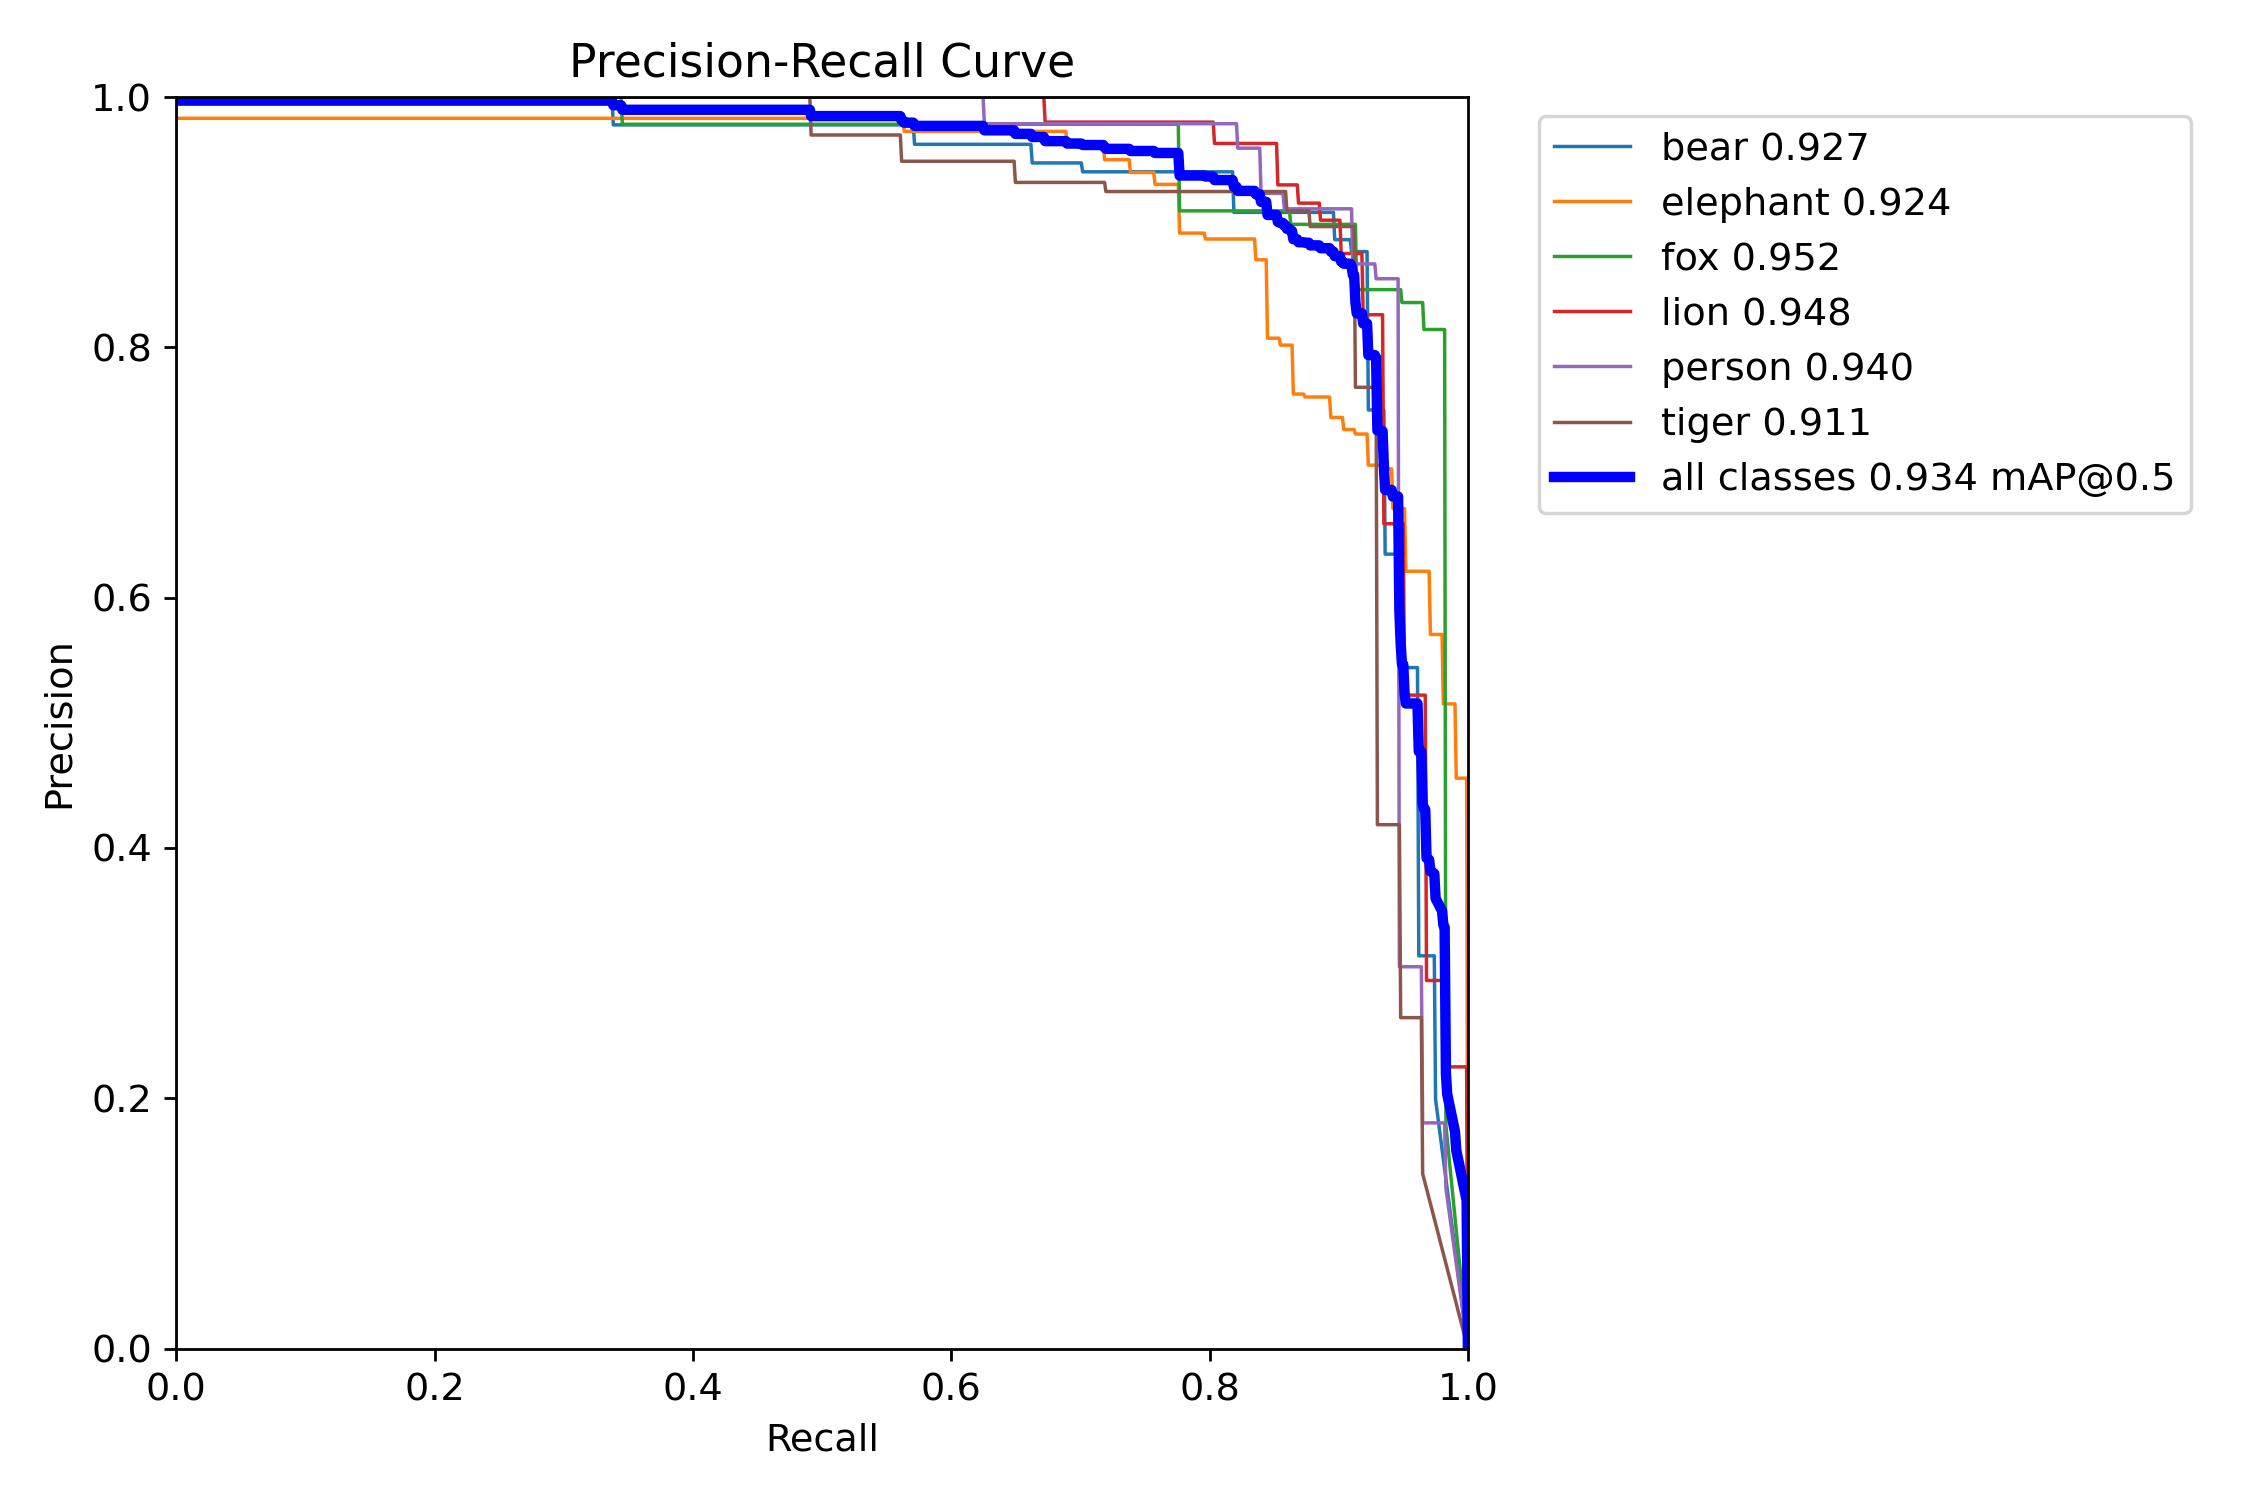 Precision-Recall Curve
1.0
0.8
0.6
0.4
0.2
0.0
Precision
0.0 0.2 0.4 0.6 0.8 1.0
Recall
bear 0.927
elephant 0.924
fox 0.952
lion 0.948
person 0.940
tiger 0.911
all classes 0.934 mAP@0.5